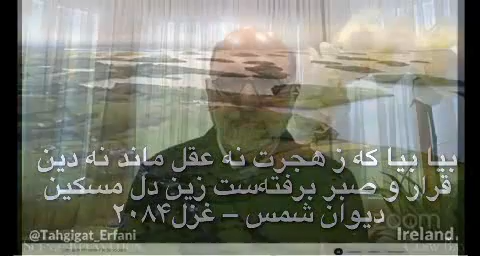 بیا بیا که ز هجرت نه عقل ماند نه دین
قرار و صبر برفته‌ست زین دل مسکین
دیوان شمس – غزل۲۰۸۴
@Tahgigat_Erfani
zoom
Ireland